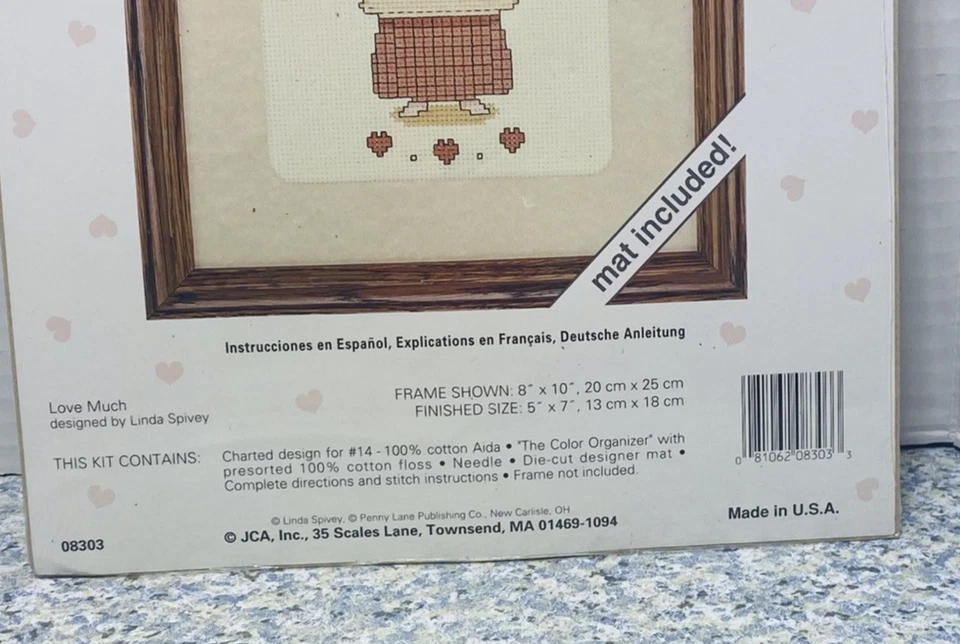 mat included!
Instrucciones en Español, Explications en Français, Deutsche Anleitung
FRAME SHOWN: 8″ x 10″, 20 cm x 25 cm
FINISHED SIZE: 5″ x 7″, 13 cm x 18 cm
Love Much
designed by Linda Spivey
THIS KIT CONTAINS:
Charted design for #14 - 100% cotton Aida • "The Color Organizer" with
presorted 100% cotton floss • Needle • Die-cut designer mat •
Complete directions and stitch instructions • Frame not included.
0 81062 08303 3
© Linda Spivey, © Penny Lane Publishing Co., New Carlisle, OH
© JCA, Inc., 35 Scales Lane, Townsend, MA 01469-1094
Made in U.S.A.
08303